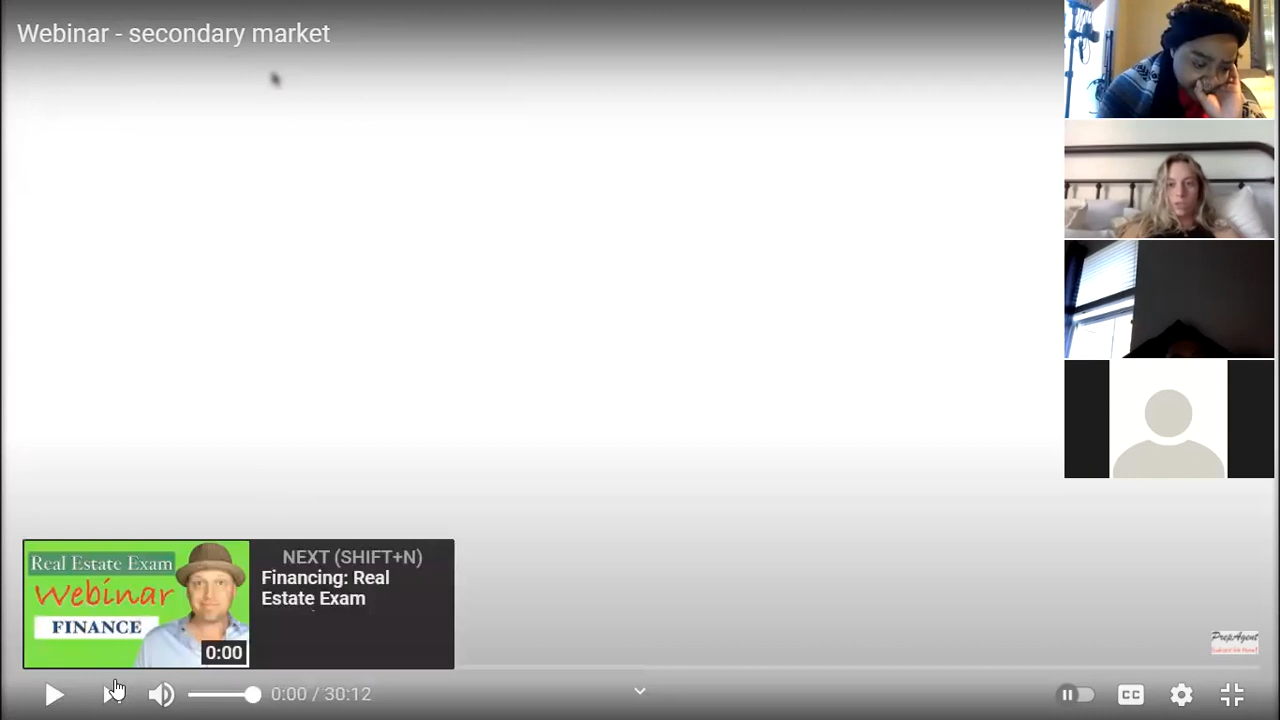 Webinar - secondary market
NEXT (SHIFT+N)
Financing: Real
Estate Exam
Real Estate Exam
Webinar
FINANCE
0:00
PrepAgent
0:00 / 30:12
CC